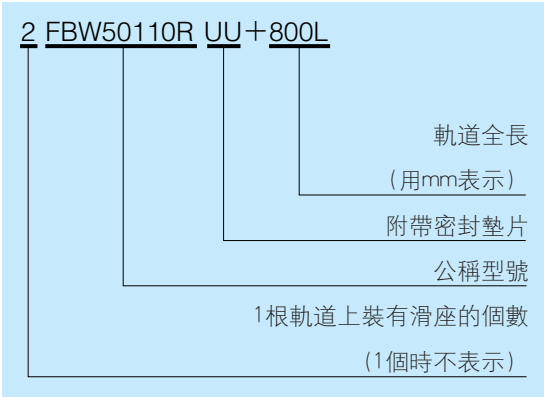 2 FBW50110R UU＋800L
軌道全長
(用mm表示)
附帶密封墊片
公稱型號
1根軌道上裝有滑座的個數
(1個時不表示)